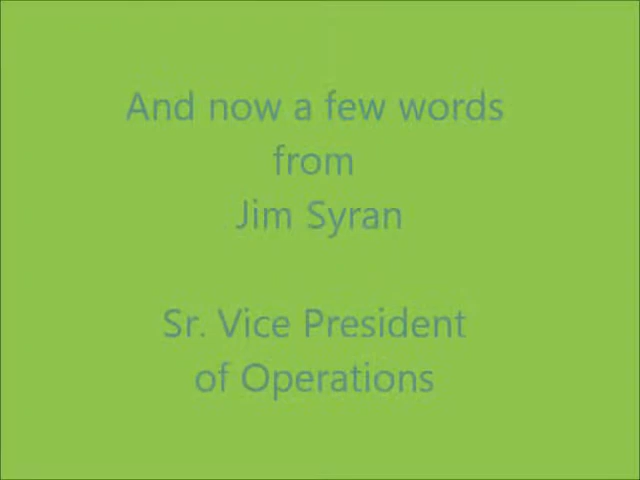 And now a few words
from
Jim Syran
Sr. Vice President
of Operations